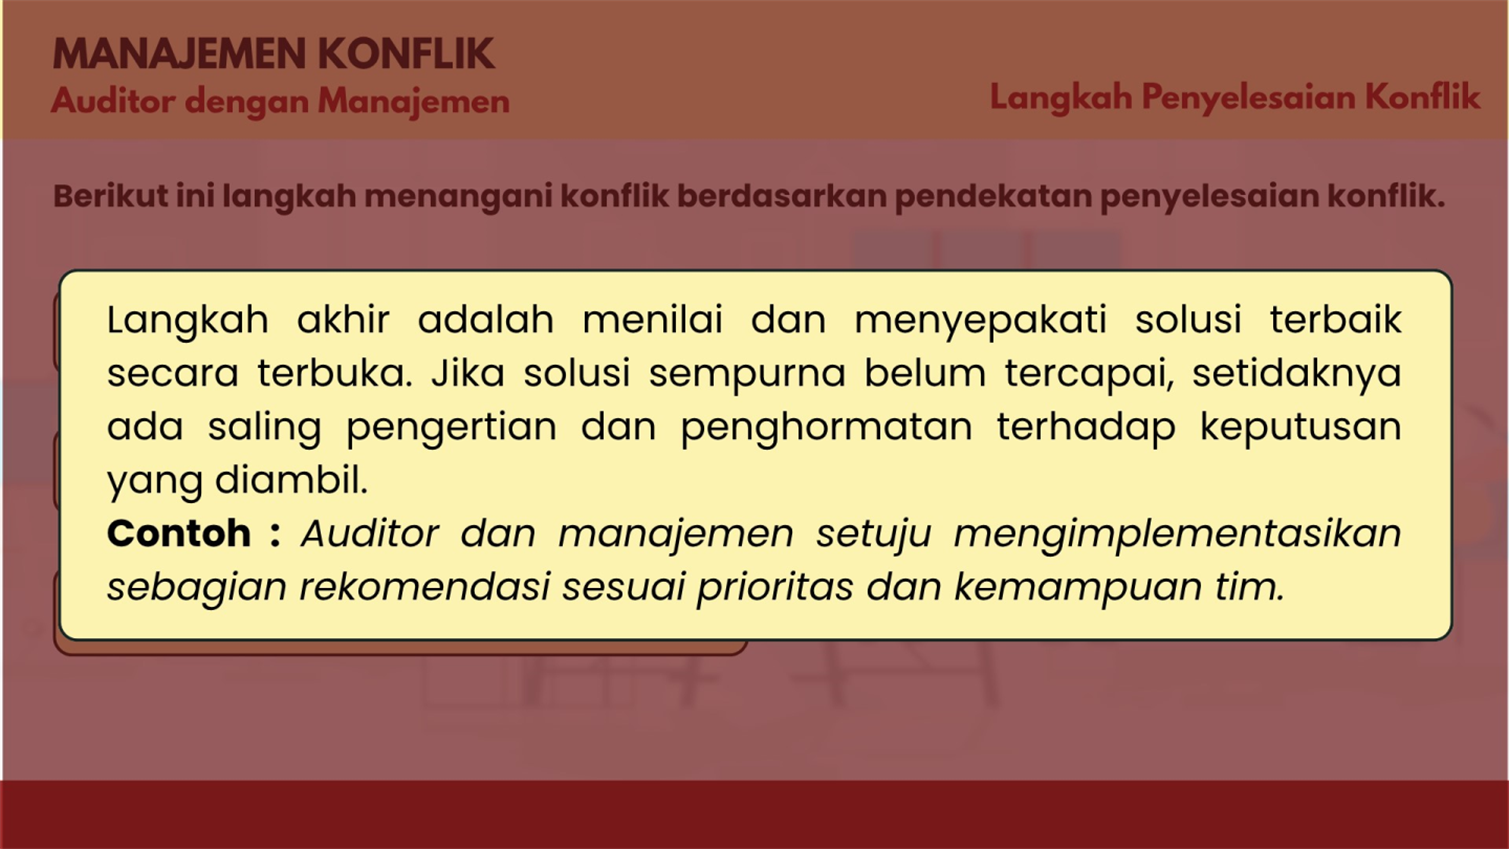 MANAJEMEN KONFLIK
Auditor dengan Manajemen
Langkah Penyelesaian Konflik
Berikut ini langkah menangani konflik berdasarkan pendekatan penyelesaian konflik.
Langkah akhir adalah menilai dan menyepakati solusi terbaik
secara terbuka. Jika solusi sempurna belum tercapai, setidaknya
ada saling pengertian dan penghormatan terhadap keputusan
yang diambil.
Contoh : Auditor dan manajemen setuju mengimplementasikan
sebagian rekomendasi sesuai prioritas dan kemampuan tim.